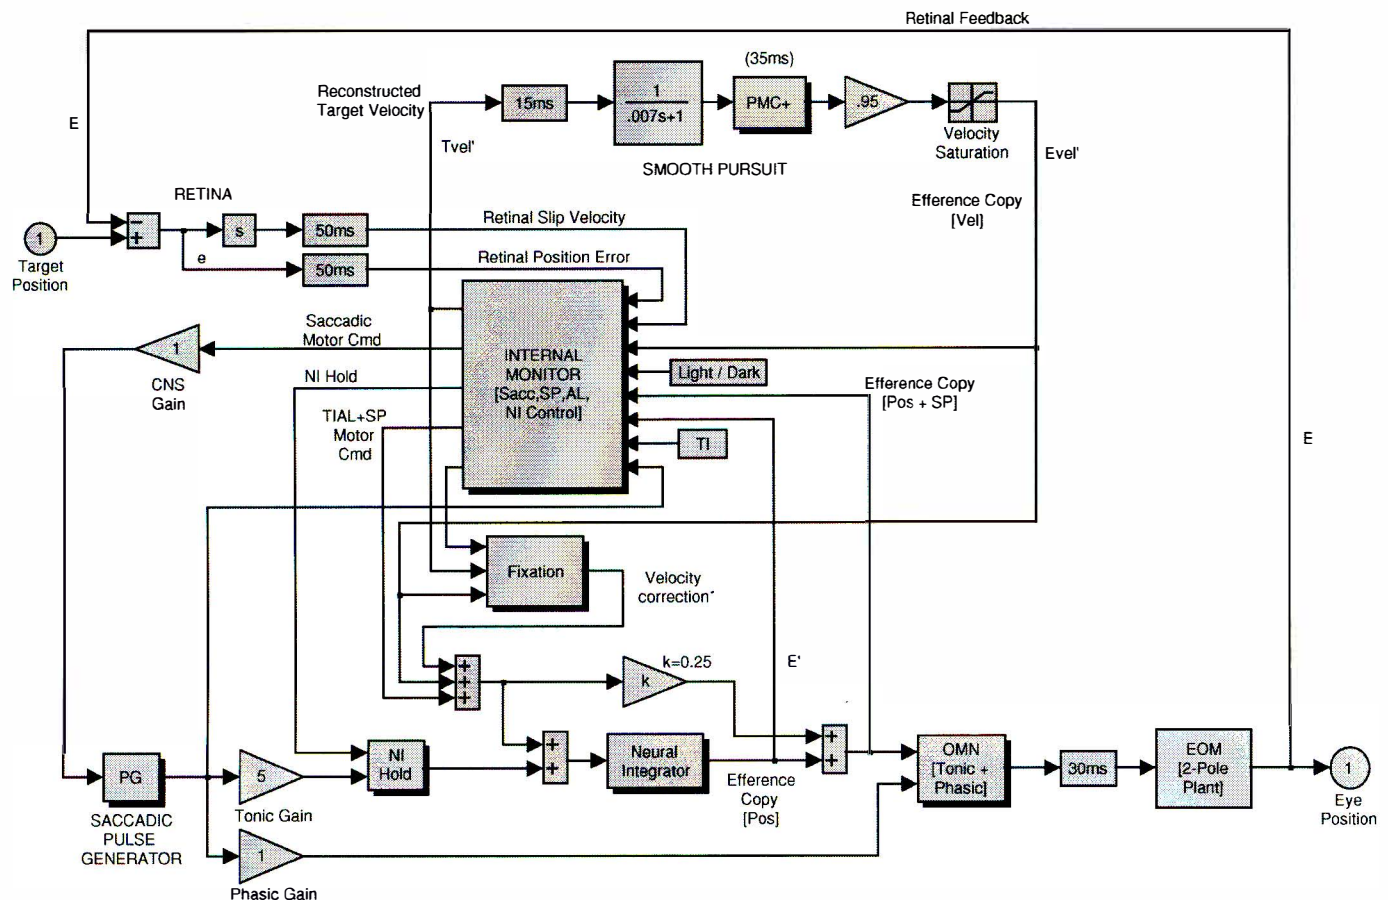 Retinal Feedback
E
(35ms)
Reconstructed
Target Velocity
15ms
1
.007s+1
PMC+
.95
Velocity
Saturation
Tvel'
SMOOTH PURSUIT
Evel'
Efference Copy
[Vel]
RETINA
−
+
1
Target
Position
s
50ms
Retinal Slip Velocity
e
50ms
Retinal Position Error
Saccadic
Motor Cmd
1
CNS
Gain
NI Hold
TIAL+SP
Motor
Cmd
INTERNAL
MONITOR
[Sacc,SP,AL,
NI Control]
Light / Dark
Efference Copy
[Pos + SP]
TI
E
Fixation
Velocity
correction
+
+
+
k=0.25
k
E'
PG
SACCADIC
PULSE
GENERATOR
5
Tonic Gain
NI
Hold
+
+
Neural
Integrator
Efference
Copy
[Pos]
+
+
OMN
[Tonic +
Phasic]
30ms
EOM
[2-Pole
Plant]
1
Eye
Position
1
Phasic Gain